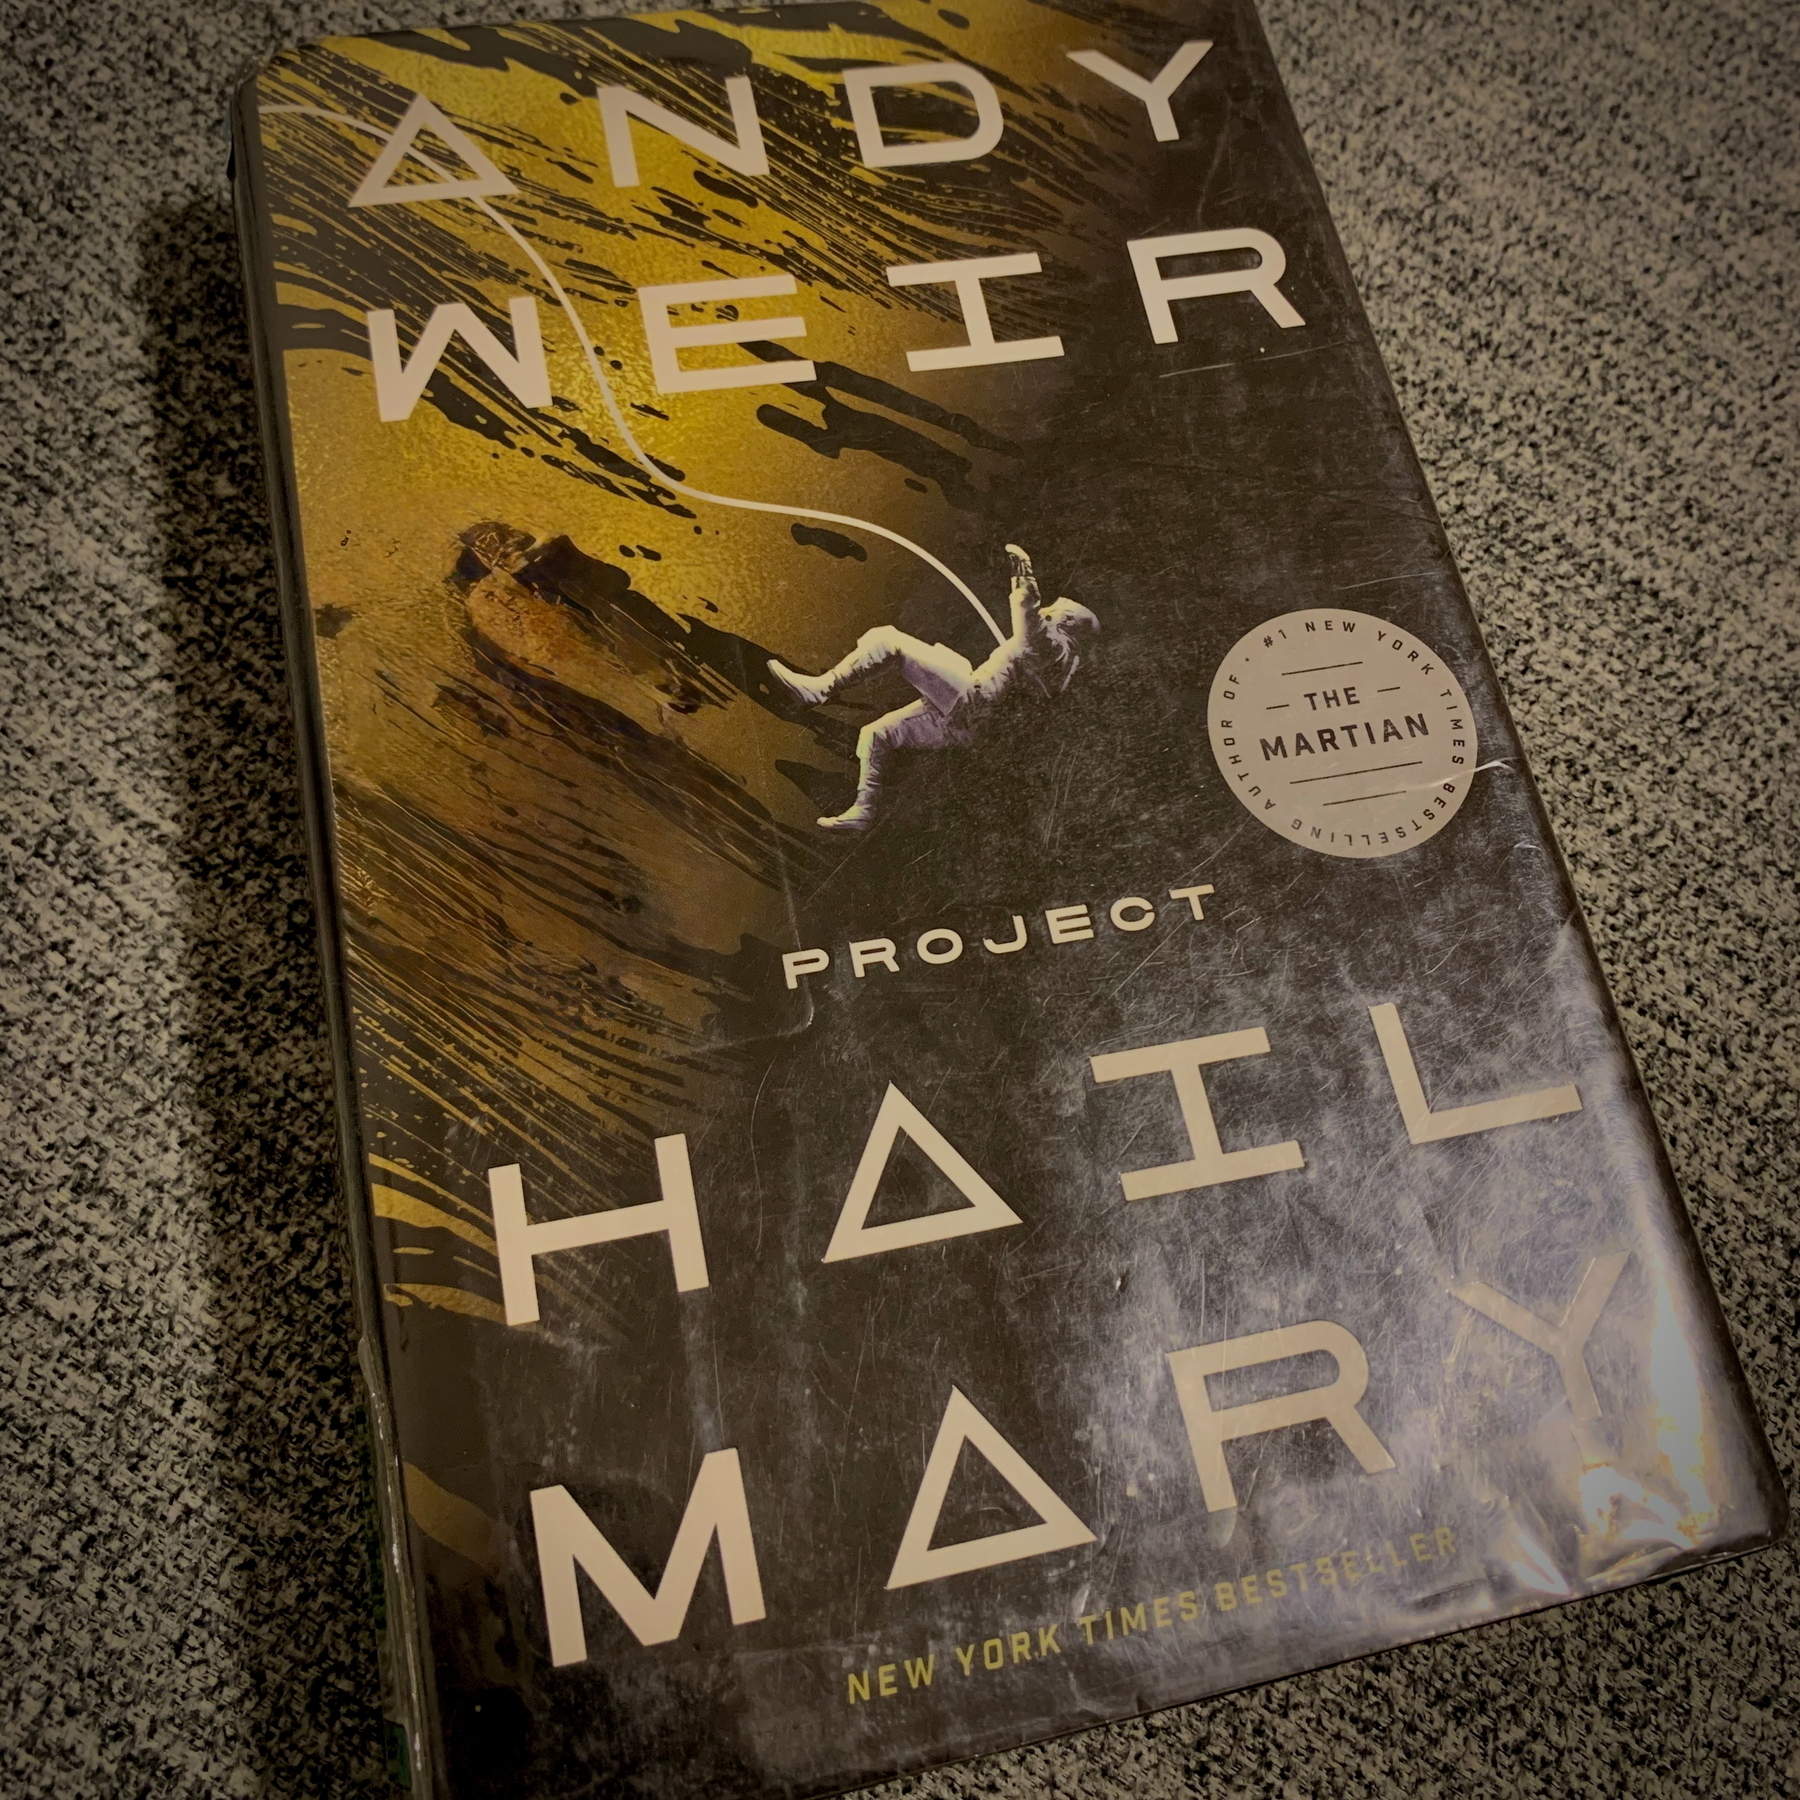 ANDY
WEIR
AUTHOR OF • #1 NEW YORK TIMES BESTSELLING
THE
MARTIAN
PROJECT
HAIL
MARY
NEW YORK TIMES BESTSELLER